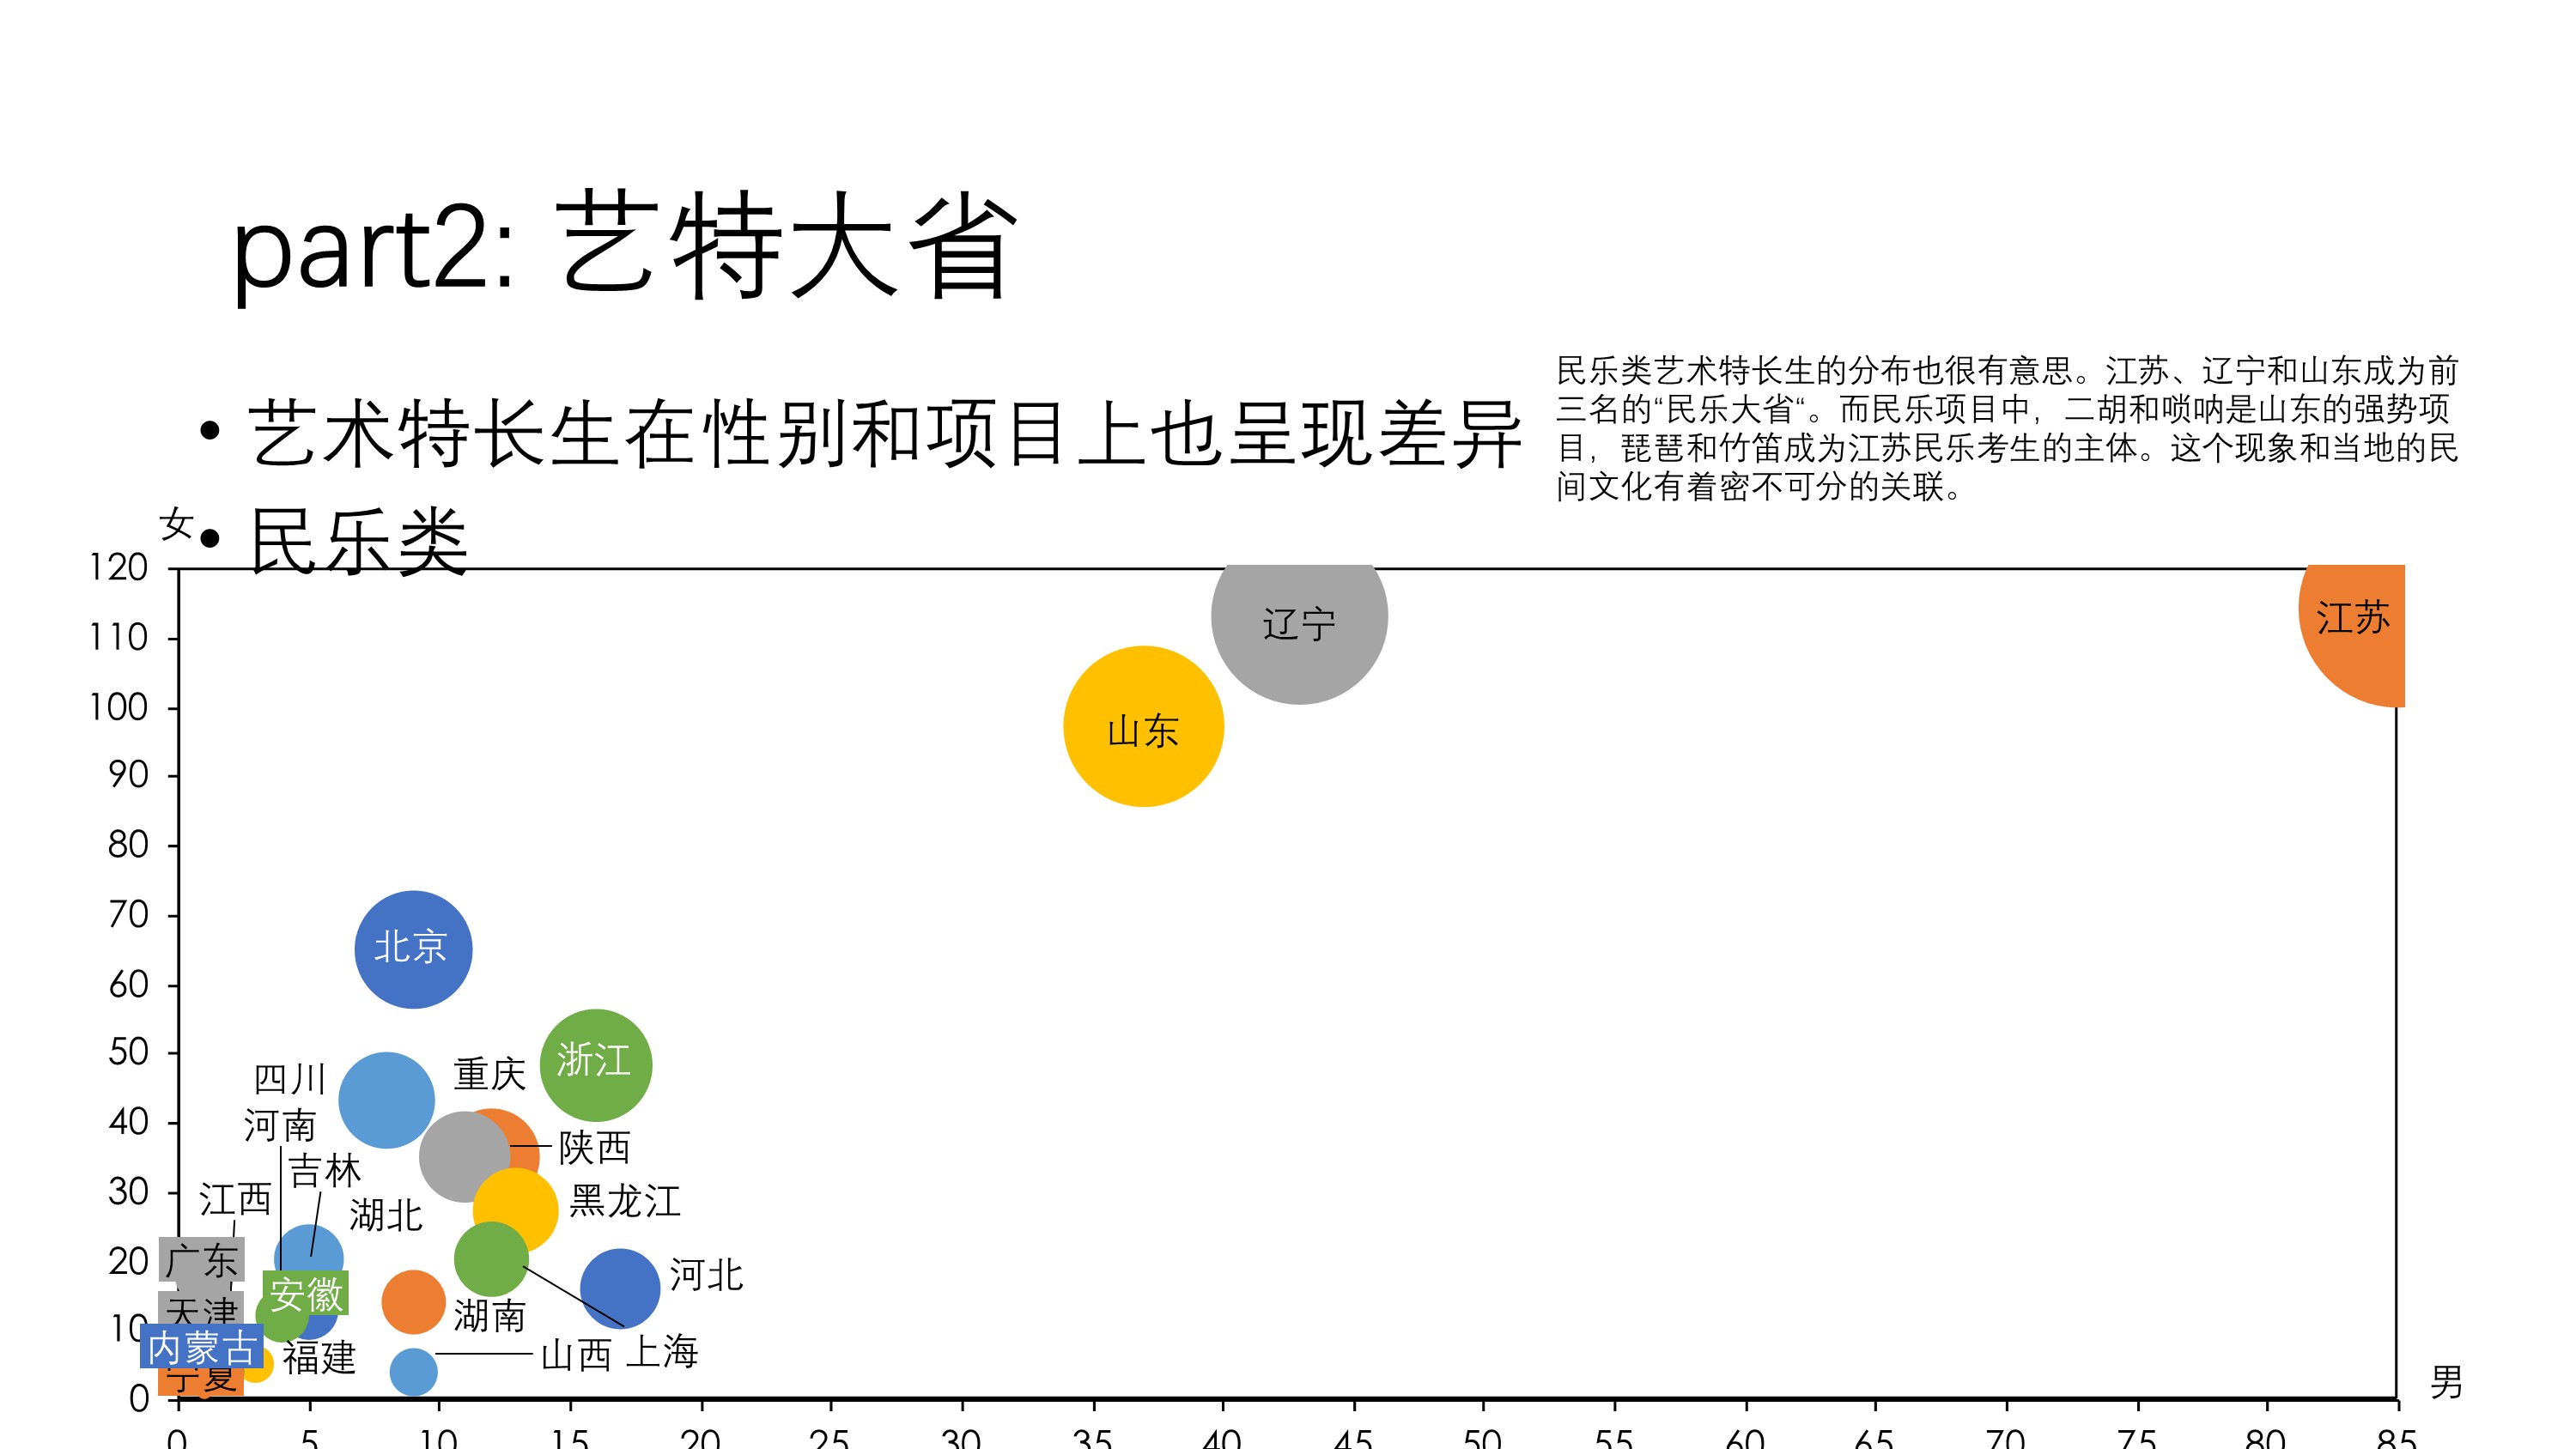 part2: 艺特大省
• 艺术特长生在性别和项目上也呈现差异
• 民乐类
民乐类艺术特长生的分布也很有意思。江苏、辽宁和山东成为前
三名的“民乐大省“。而民乐项目中，二胡和唢呐是山东的强势项
目，琵琶和竹笛成为江苏民乐考生的主体。这个现象和当地的民
间文化有着密不可分的关联。
女
120
110
100
90
80
70
60
50
40
30
20
10
0
辽宁
江苏
山东
北京
浙江
四川
重庆
河南
陕西
吉林
江西
黑龙江
湖北
广东
河北
安徽
天津
湖南
内蒙古
福建
山西
上海
宁夏
男
0 5 10 15 20 25 30 35 40 45 50 55 60 65 70 75 80 85